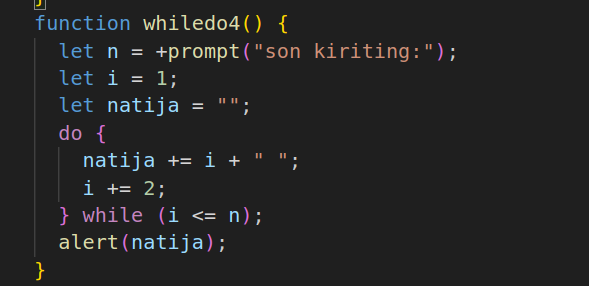 }
function whiledo4() {
  let n = +prompt("son kiriting:");
  let i = 1;
  let natija = "";
  do {
    natija += i + " ";
    i += 2;
  } while (i <= n);
  alert(natija);
}